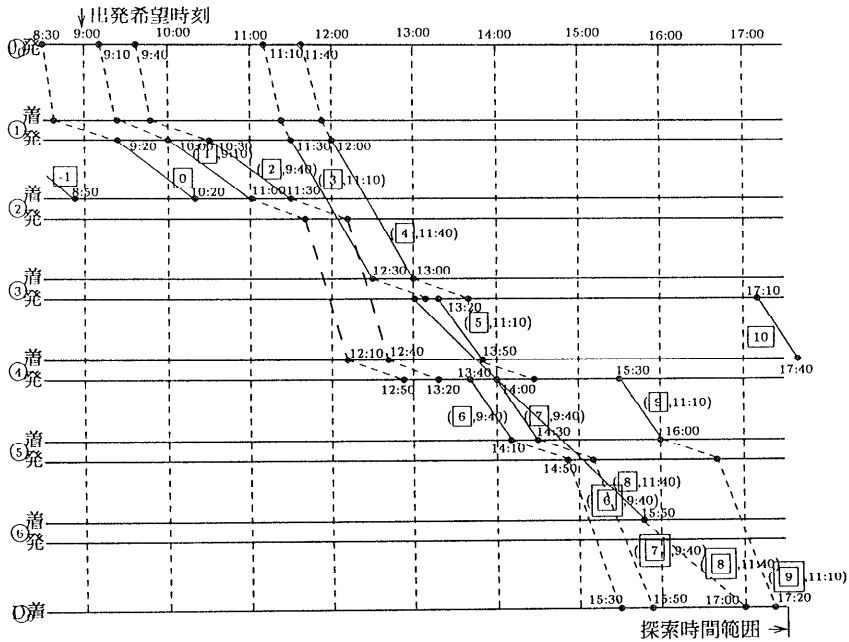 ↓出発希望時刻
発 8:30 9:00 9:10 9:40 10:00 11:00 11:10 11:40 12:00 13:00 14:00 15:00 16:00 17:00
着
① 発 9:20 10:00 10:30 11:30 12:00
(1,9:10) (2,9:40) (3,11:10)
-1 0
② 着 8:50 10:20 11:00 11:30
発
(4,11:40)
③ 着 12:30 13:00
発 13:20 17:10
(5,11:10) 10
④ 着 12:10 12:40 13:50 17:40
発 12:50 13:20 13:40 14:00 15:30
(6,9:40) (7,9:40) (9,11:10)
⑤ 着 14:10 14:30 16:00
発 14:50
(8,11:40)
(6,9:40)
⑥ 着 15:50
発
(7,9:40) (8,11:40) (9,11:10)
着 15:30 15:50 17:00 17:20
探索時間範囲→